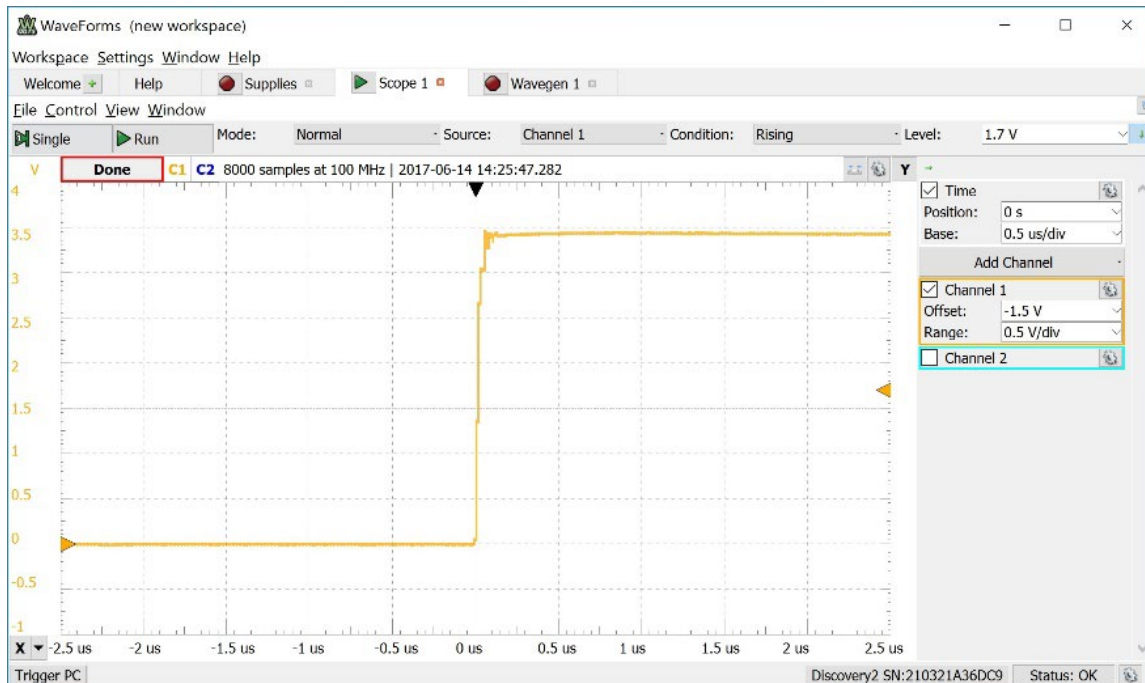 WaveForms (new workspace)
Workspace Settings Window Help
Welcome Help Supplies Scope 1 Wavegen 1
File Control View Window
Single Run Mode: Normal Source: Channel 1 Condition: Rising Level: 1.7 V
V Done C1 C2 8000 samples at 100 MHz | 2017-06-14 14:25:47.282 Y
4
3.5
3
2.5
2
1.5
1
0.5
0
-0.5
-1
X -2.5 us -2 us -1.5 us -1 us -0.5 us 0 us 0.5 us 1 us 1.5 us 2 us 2.5 us
Time
Position: 0 s
Base: 0.5 us/div
Add Channel
Channel 1
Offset: -1.5 V
Range: 0.5 V/div
Channel 2
Trigger PC Discovery2 SN:210321A36DC9 Status: OK